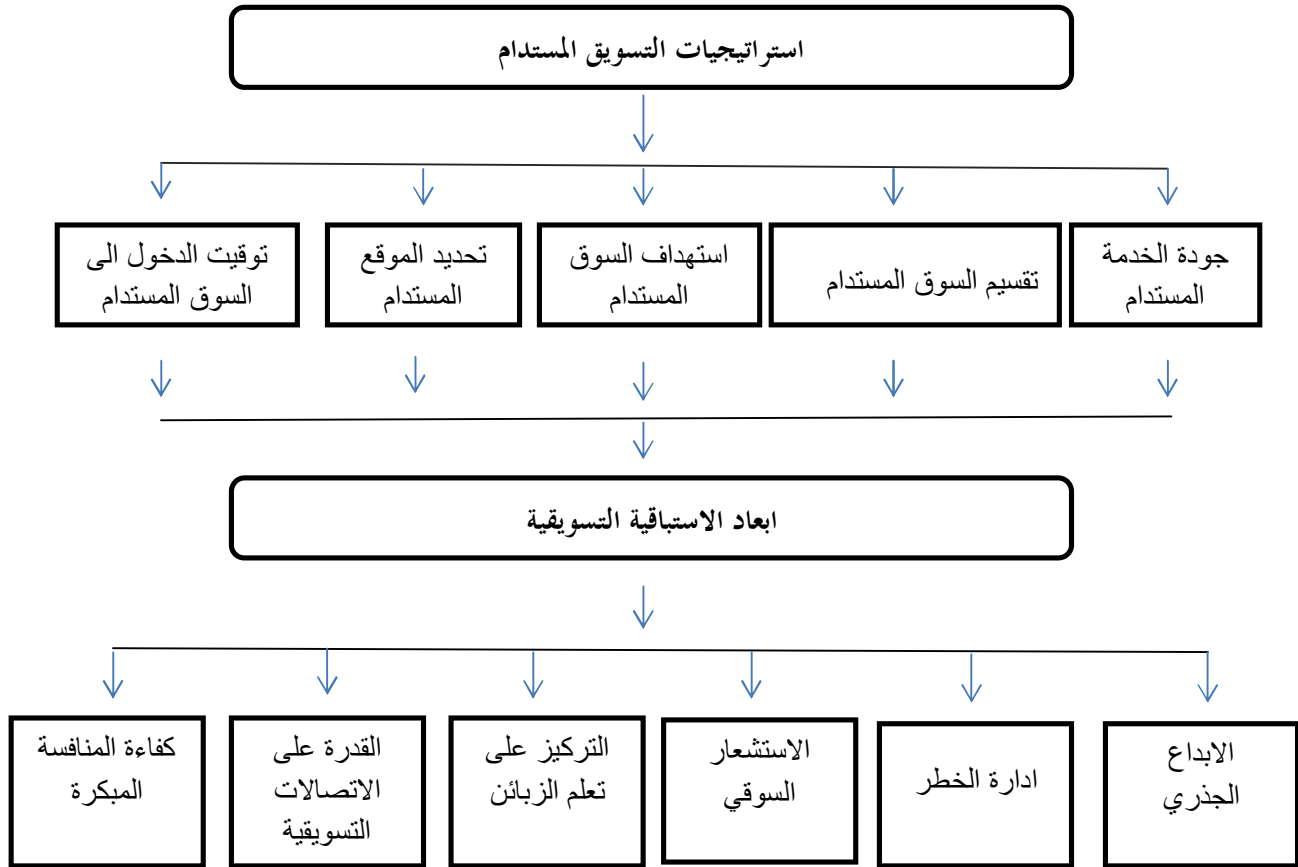 استراتيجيات التسويق المستدام
جودة الخدمة
المستدام
تقسيم السوق المستدام
استهداف السوق
المستدام
تحديد الموقع
المستدام
توقيت الدخول الى
السوق المستدام
ابعاد الاستباقية التسويقية
الابداع
الجذري
ادارة الخطر
الاستشعار
السوقي
التركيز على
تعلم الزبائن
القدرة على
الاتصالات
التسويقية
كفاءة المنافسة
المبكرة